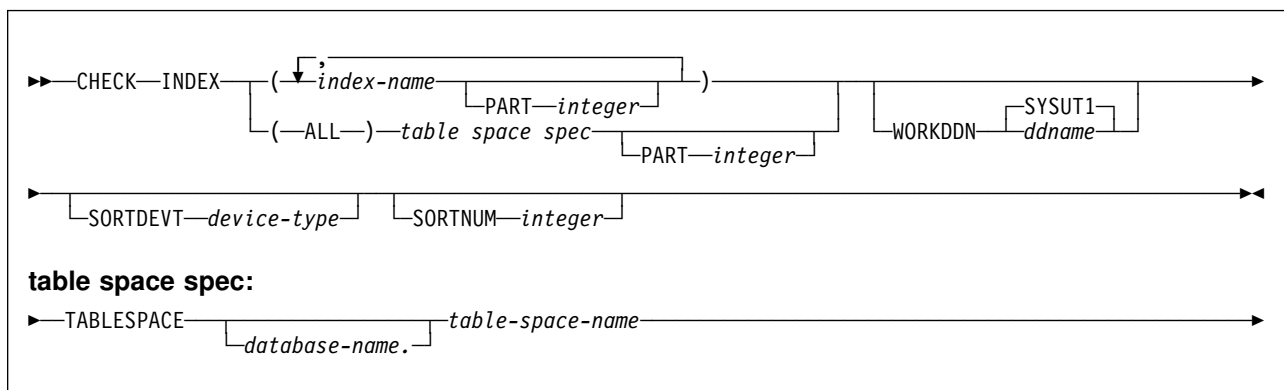 ,
CHECK INDEX ( index-name )
PART integer
SYSUT1
( ALL ) table space spec
WORKDDN ddname
PART integer
SORTDEVT device-type SORTNUM integer
table space spec:
TABLESPACE table-space-name
database-name.